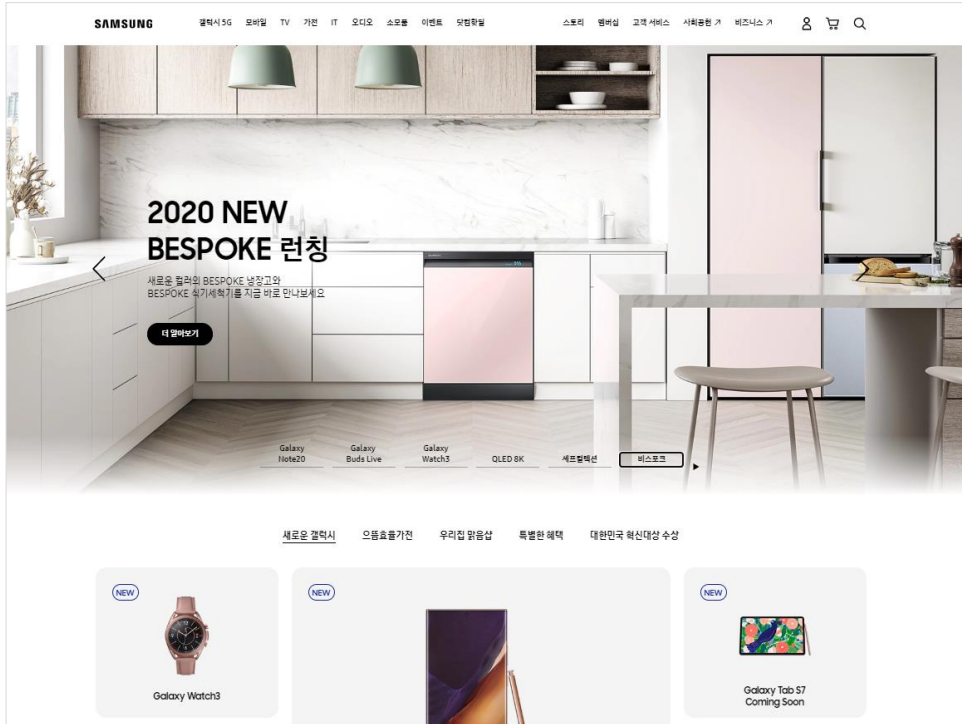 SAMSUNG 갤럭시 5G 모바일 TV 가전 IT 오디오 소모품 이벤트 닷컴핫딜 스토리 멤버십 고객 서비스 사회공헌 ↗ 비즈니스 ↗
2020 NEW
BESPOKE 런칭
새로운 컬러의 BESPOKE 냉장고와
BESPOKE 식기세척기를 지금 바로 만나보세요
더 알아보기
Galaxy
Note20
Galaxy
Buds Live
Galaxy
Watch3
QLED 8K
셰프컬렉션
비스포크
새로운 갤럭시 으뜸효율가전 우리집 맑음샵 특별한 혜택 대한민국 혁신대상 수상
NEW
Galaxy Watch3
NEW
NEW
Galaxy Tab S7
Coming Soon